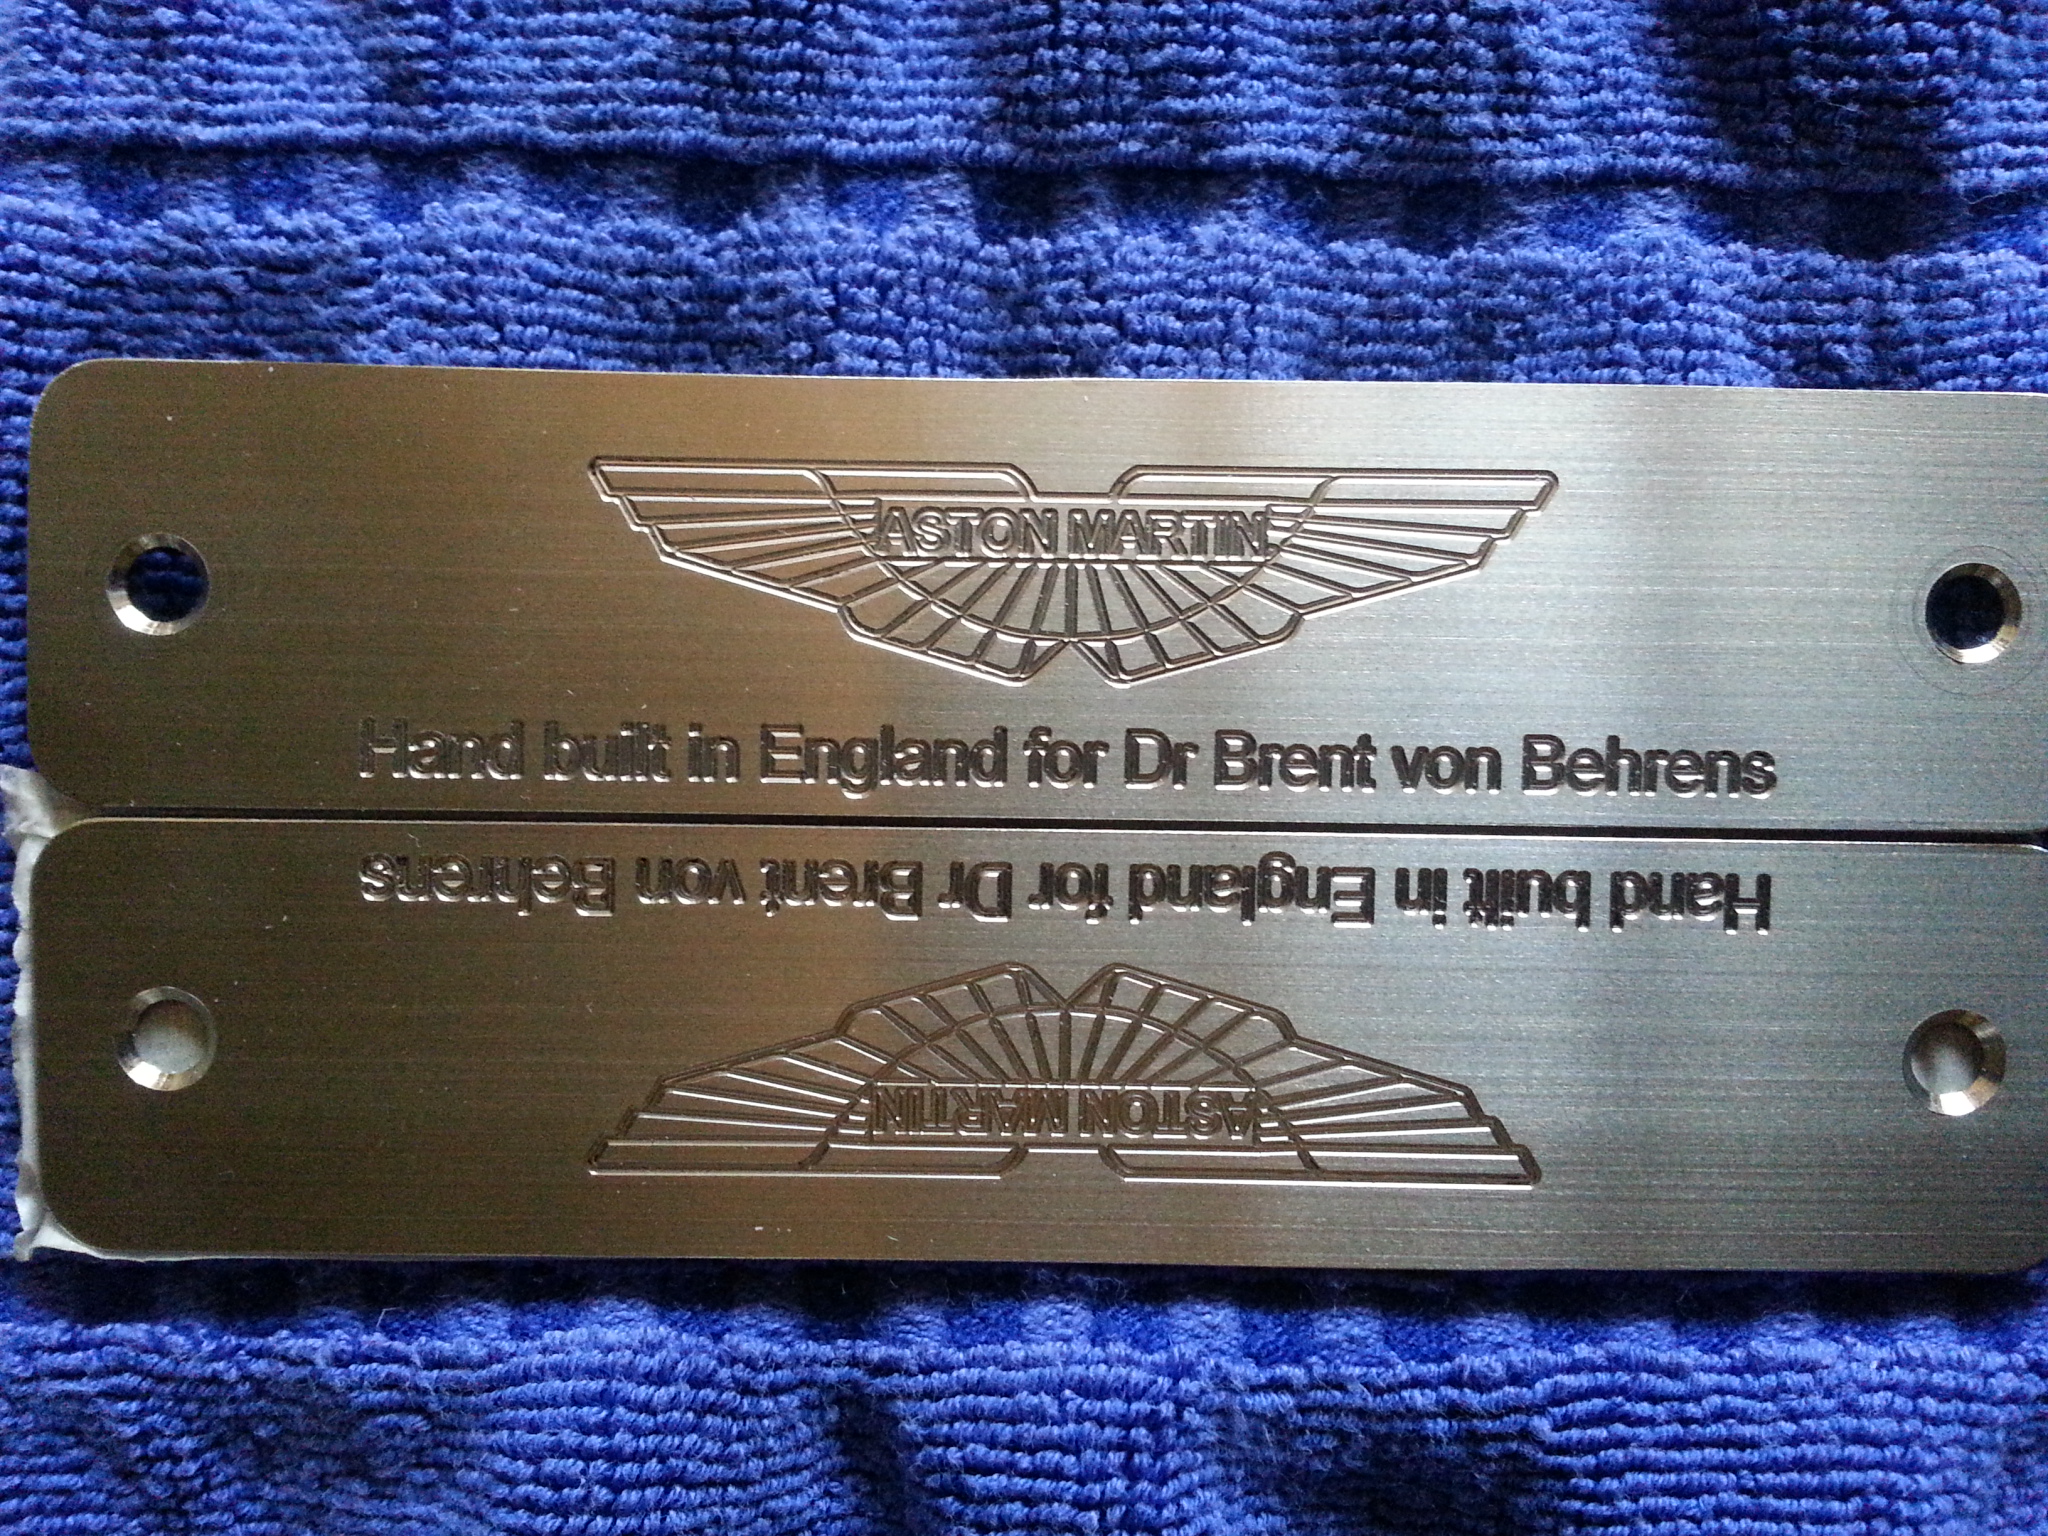 ASTON MARTIN
Hand built in England for Dr Brent von Behrens
Hand built in England for Dr Brent von Behrens
ASTON MARTIN